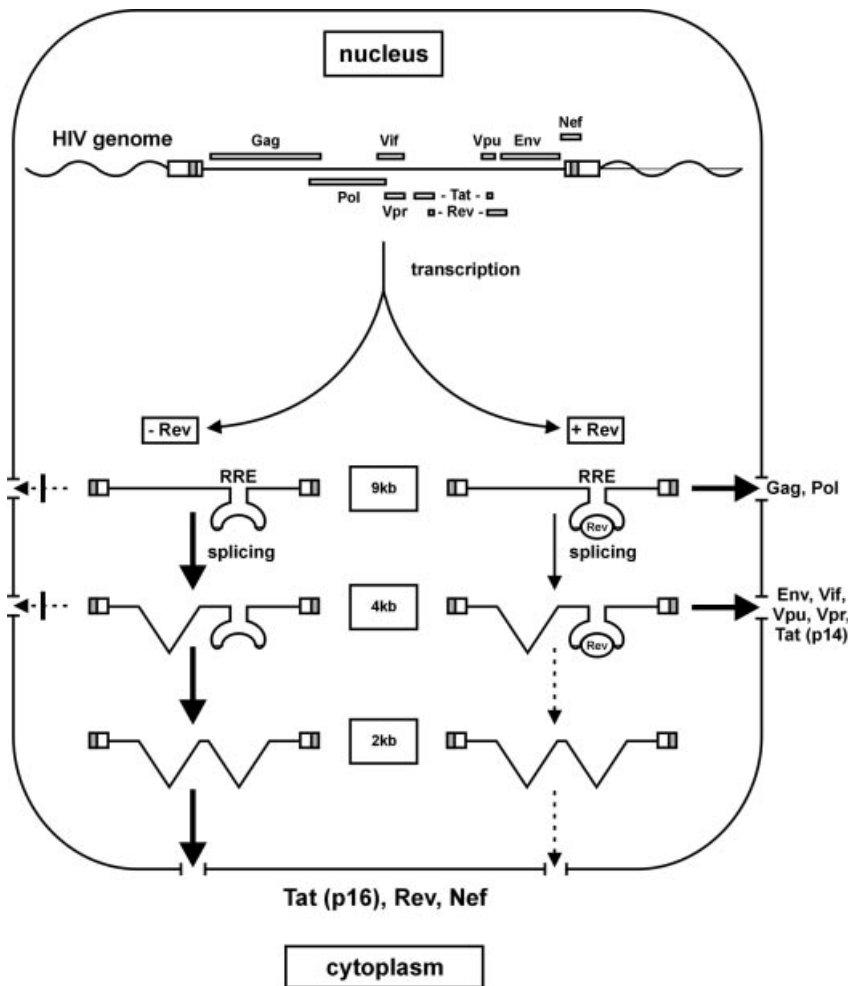 nucleus
Nef
HIV genome
Gag
Vif
Vpu
Env
Pol
Vpr
- Tat -
- Rev -
transcription
- Rev
+ Rev
RRE
9kb
RRE
Rev
Gag, Pol
splicing
splicing
4kb
Rev
Env, Vif,
Vpu, Vpr,
Tat (p14)
2kb
Tat (p16), Rev, Nef
cytoplasm